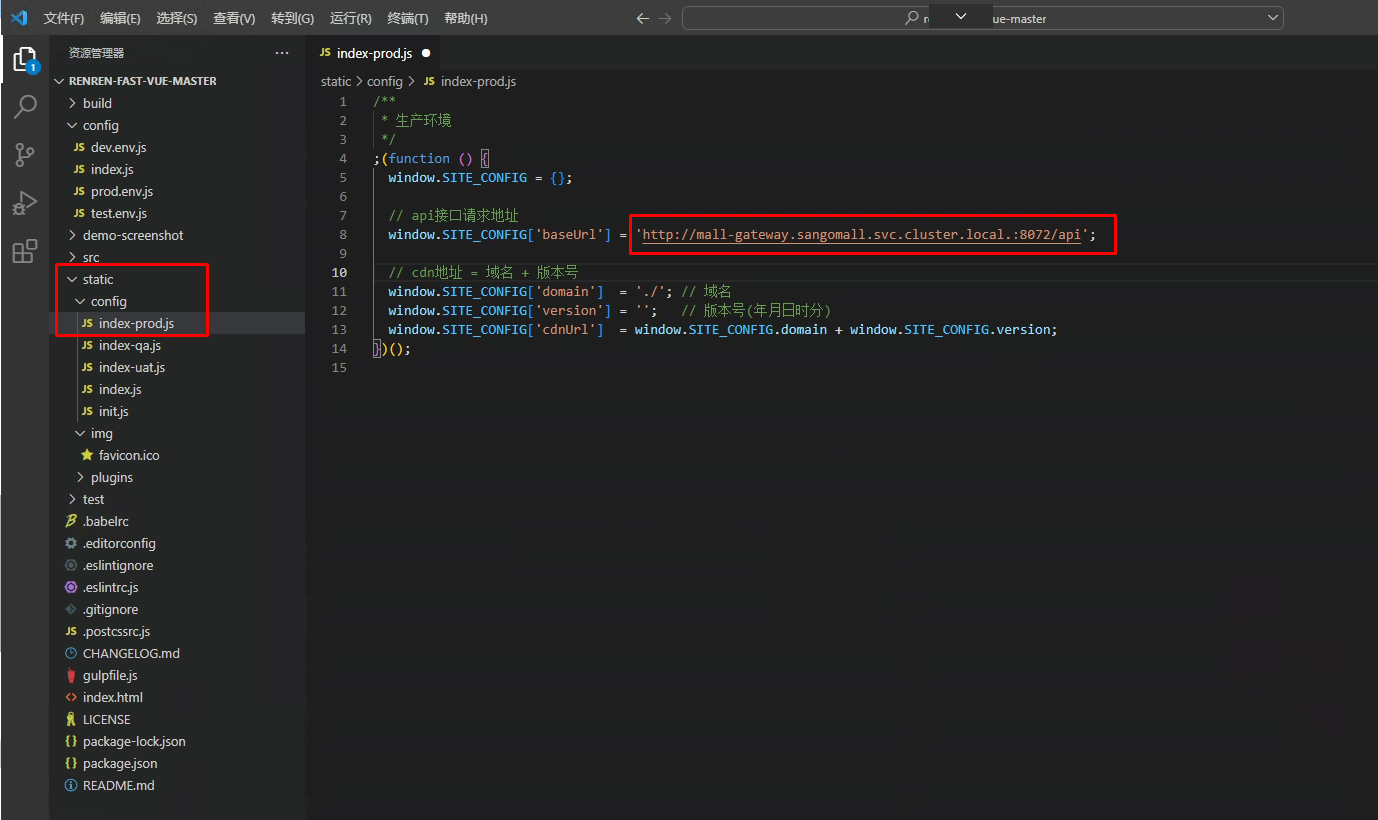 文件(F) 编辑(E) 选择(S) 查看(V) 转到(G) 运行(R) 终端(T) 帮助(H) ue-master
资源管理器 ···
RENREN-FAST-VUE-MASTER
build
config
JS dev.env.js
JS index.js
JS prod.env.js
JS test.env.js
demo-screenshot
src
static
config
JS index-prod.js
JS index-qa.js
JS index-uat.js
JS index.js
JS init.js
img
favicon.ico
plugins
test
.babelrc
.editorconfig
.eslintignore
.eslintrc.js
.gitignore
JS .postcssrc.js
CHANGELOG.md
gulpfile.js
index.html
LICENSE
{} package-lock.json
{} package.json
README.md
1
JS index-prod.js
static > config > JS index-prod.js
1 /**
2 * 生产环境
3 */
4 ;(function () {
5 window.SITE_CONFIG = {};
6
7 // api接口请求地址
8 window.SITE_CONFIG['baseUrl'] = 'http://mall-gateway.sangomall.svc.cluster.local.:8072/api';
9
10 // cdn地址 = 域名 + 版本号
11 window.SITE_CONFIG['domain'] = './'; // 域名
12 window.SITE_CONFIG['version'] = ''; // 版本号(年月日时分)
13 window.SITE_CONFIG['cdnUrl'] = window.SITE_CONFIG.domain + window.SITE_CONFIG.version;
14 })();
15